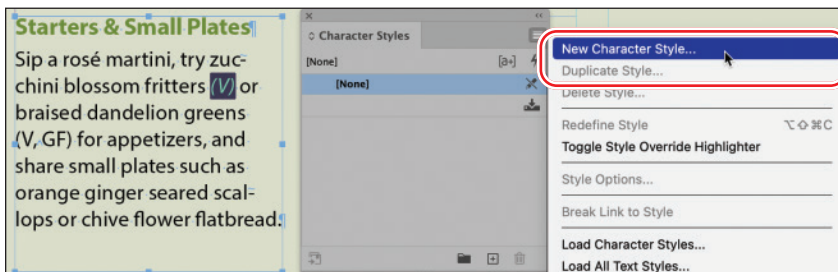 Starters & Small Plates
Sip a rosé martini, try zuc-
chini blossom fritters (V) or
braised dandelion greens
(V, GF) for appetizers, and
share small plates such as
orange ginger seared scal-
lops or chive flower flatbread.
Character Styles
[None]
[a+]
[None]
New Character Style...
Duplicate Style...
Delete Style...
Redefine Style ⌥⇧⌘C
Toggle Style Override Highlighter
Style Options...
Break Link to Style
Load Character Styles...
Load All Text Styles...